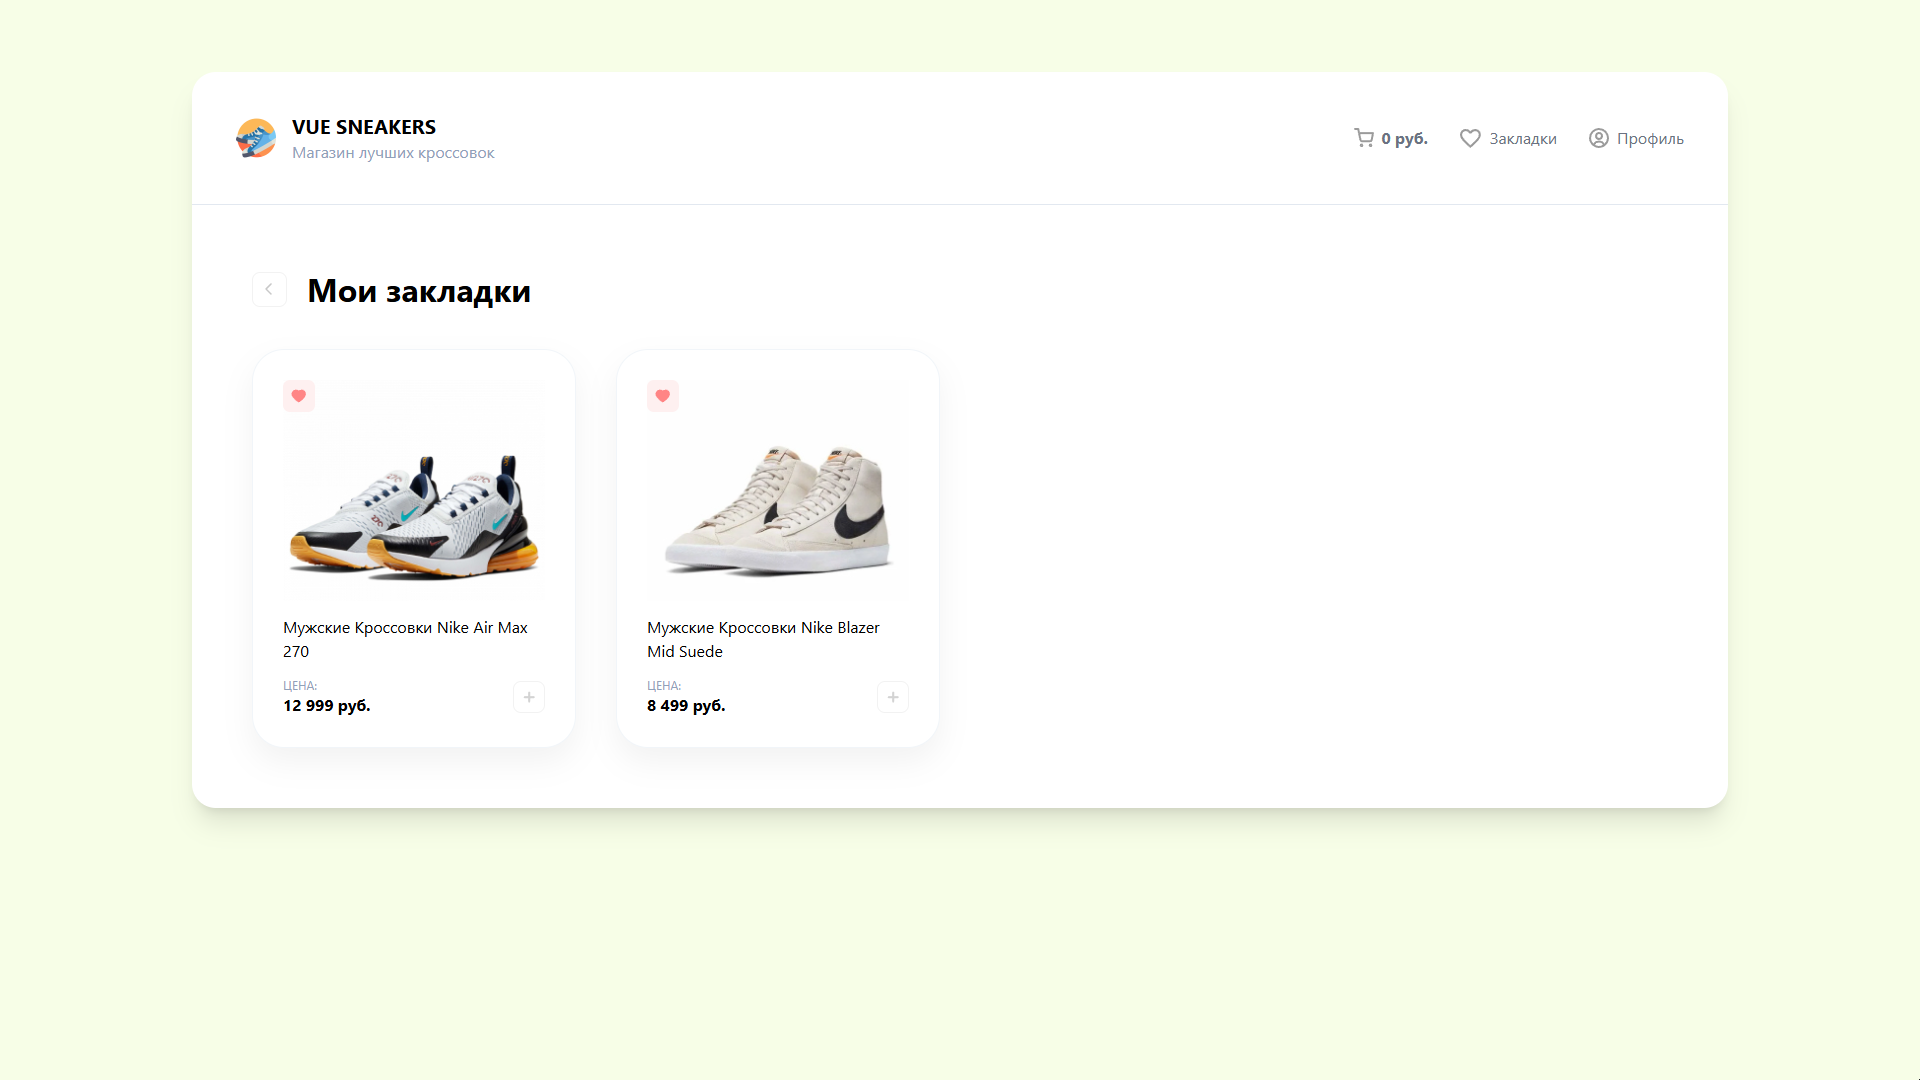 VUE SNEAKERS
Магазин лучших кроссовок
0 руб.
Закладки
Профиль
Мои закладки
Мужские Кроссовки Nike Air Max
270
ЦЕНА:
12 999 руб.
Мужские Кроссовки Nike Blazer
Mid Suede
ЦЕНА:
8 499 руб.